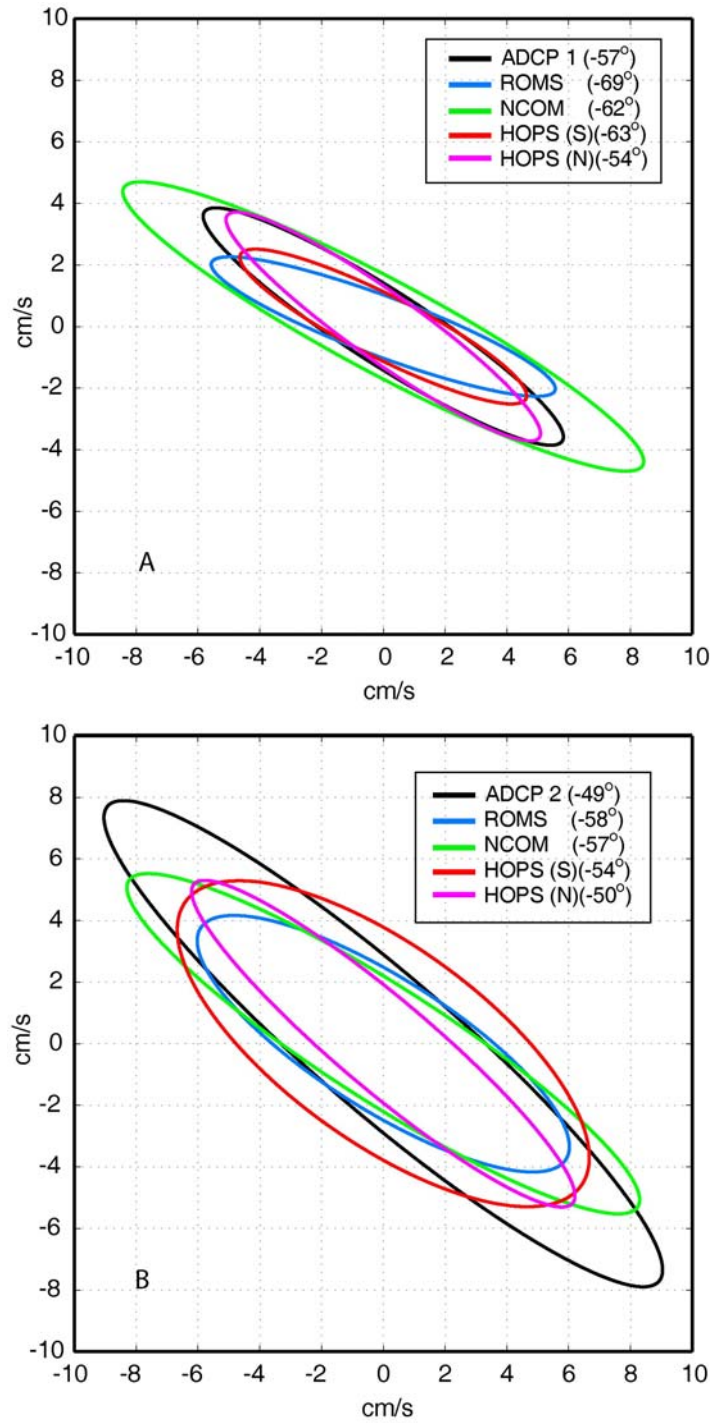 10
8
6
4
2
0
-2
-4
-6
-8
-10
cm/s
ADCP 1 (-57°)
ROMS (-69°)
NCOM (-62°)
HOPS (S)(-63°)
HOPS (N)(-54°)
A
-10 -8 -6 -4 -2 0 2 4 6 8 10
cm/s
10
8
6
4
2
0
-2
-4
-6
-8
-10
cm/s
ADCP 2 (-49°)
ROMS (-58°)
NCOM (-57°)
HOPS (S)(-54°)
HOPS (N)(-50°)
B
-10 -8 -6 -4 -2 0 2 4 6 8 10
cm/s